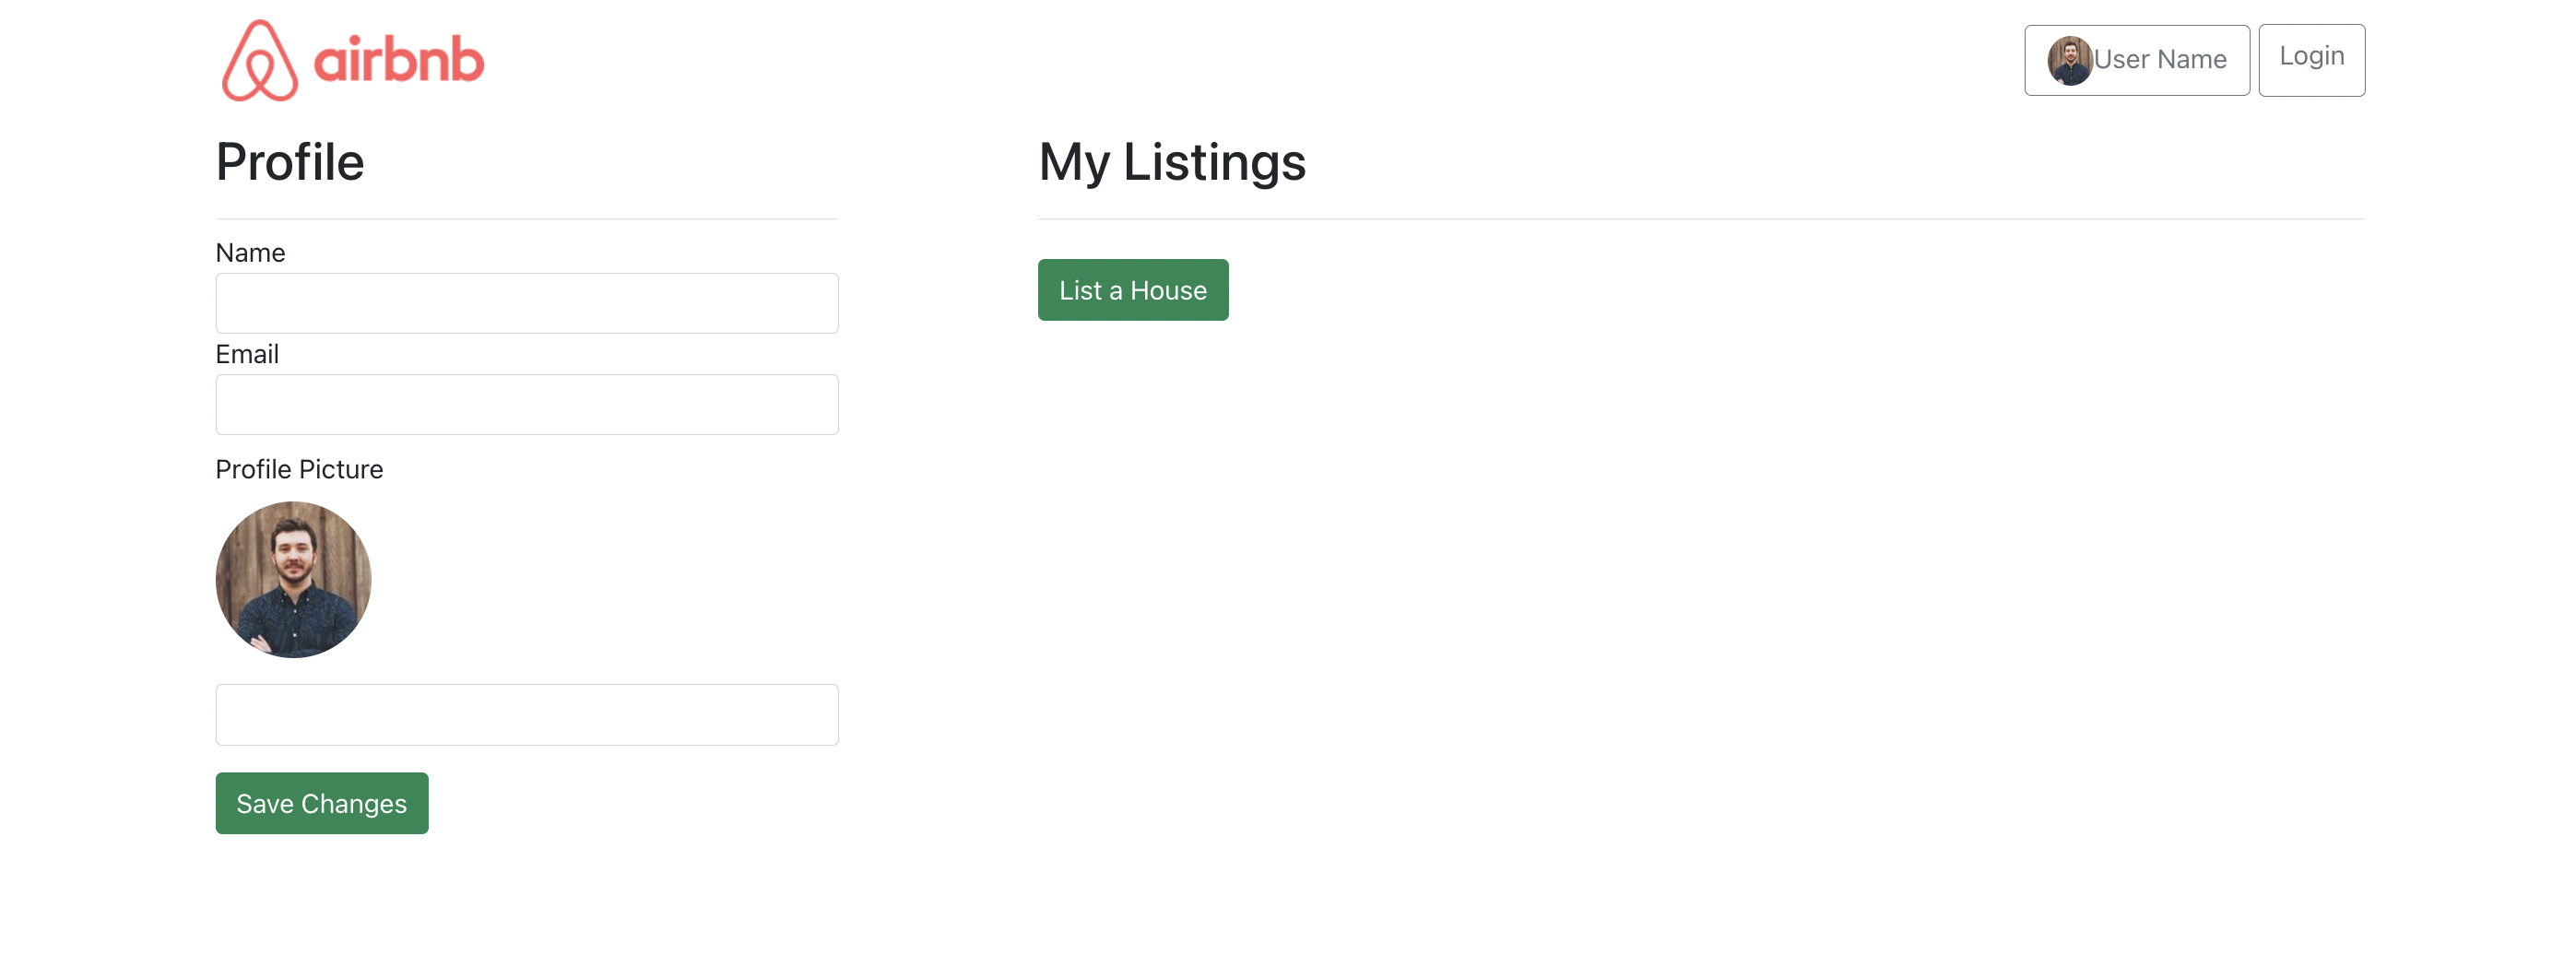 airbnb
User Name
Login
Profile
Name
Email
Profile Picture
Save Changes
My Listings
List a House